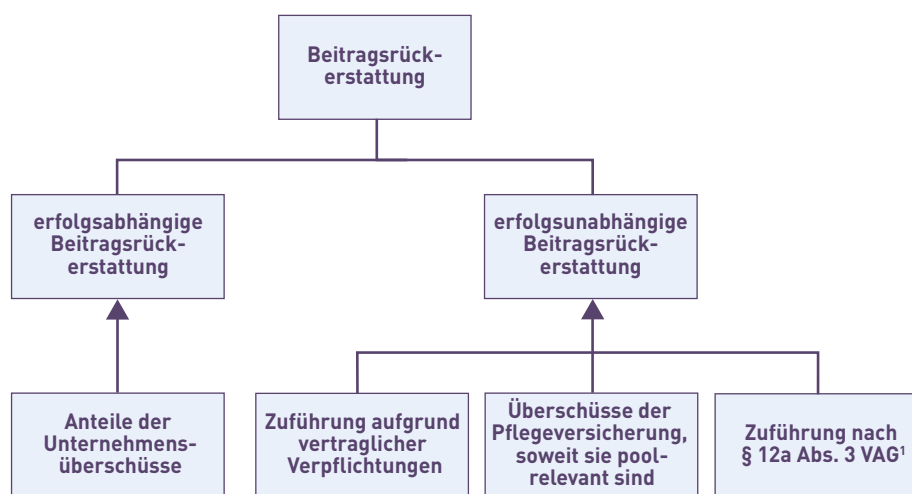 Beitragsrück-
erstattung
erfolgsabhängige
Beitragsrück-
erstattung
erfolgsunabhängige
Beitragsrück-
erstattung
Anteile der
Unternehmens-
überschüsse
Zuführung aufgrund
vertraglicher
Verpflichtungen
Überschüsse der
Pflegeversicherung,
soweit sie pool-
relevant sind
Zuführung nach
§ 12a Abs. 3 VAG¹